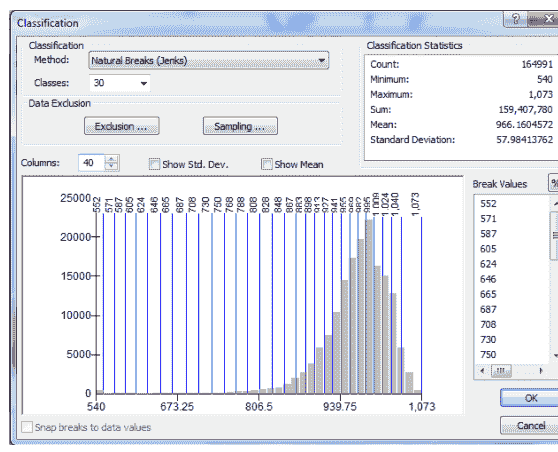 Classification
Classification
Method: Natural Breaks (Jenks)
Classes: 30
Data Exclusion
Exclusion ...
Sampling ...
Classification Statistics
Count: 164991
Minimum: 540
Maximum: 1,073
Sum: 159,407,780
Mean: 966.1604572
Standard Deviation: 57.98413762
Columns: 40
Show Std. Dev.
Show Mean
%
Break Values
552
571
587
605
624
646
665
687
708
730
750
25000
20000
15000
10000
5000
0
552 571 587 605 624 646 665 687 708 730 750 768 788 808 828 848 867 883 898 913 927 941 955 969 982 995 1,009 1,024 1,040 1,073
540 673.25 806.5 939.75 1,073
Snap breaks to data values
OK
Cancel